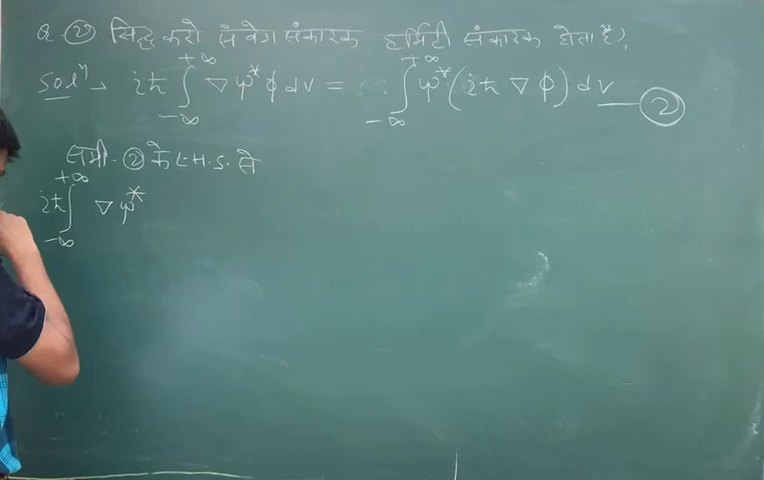 Q ② सिद्ध करो संवेग संकारक हर्मिटी संकारक होता है।
Solⁿ → iħ ∫_{-∞}^{+∞} ∇ψ* ϕ dv = ∫_{-∞}^{+∞} ψ* (iħ ∇ ϕ) dv — ②
समी. ② के L.H.S. से
iħ ∫_{-∞}^{+∞} ∇ψ*